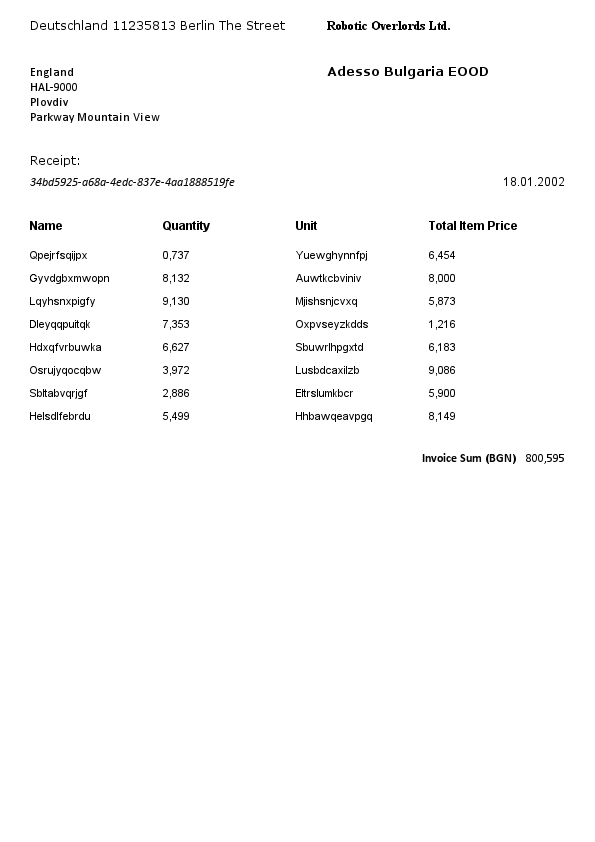 Deutschland 11235813 Berlin The Street Robotic Overlords Ltd.
England Adesso Bulgaria EOOD
HAL-9000
Plovdiv
Parkway Mountain View
Receipt:
34bd5925-a68a-4edc-837e-4aa1888519fe 18.01.2002
Name Quantity Unit Total Item Price
Qpejrfsqijpx 0,737 Yuewghynnfpj 6,454
Gyvdgbxmwopn 8,132 Auwtkcbviniv 8,000
Lqyhsnxpigfy 9,130 Mjishsnjcvxq 5,873
Dleyqqpuitqk 7,353 Oxpvseyzkdds 1,216
Hdxqfvrbuwka 6,627 Sbuwrlhpgxtd 6,183
Osrujyqocqbw 3,972 Lusbdcaxilzb 9,086
Sbltabvqrjgf 2,886 Eltrslumkbcr 5,900
Helsdlfebrdu 5,499 Hhbawqeavpgq 8,149
Invoice Sum (BGN) 800,595